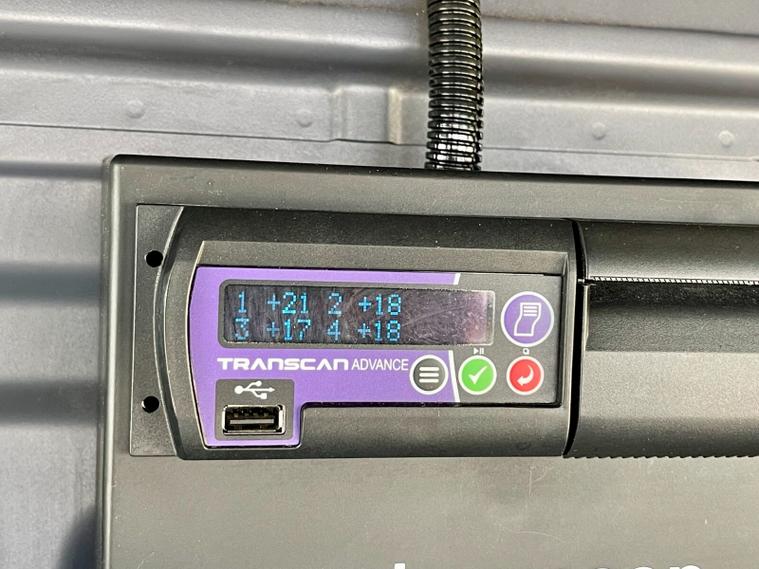 1 +21 2 +18
3 +17 4 +18
TRANSCAN ADVANCE